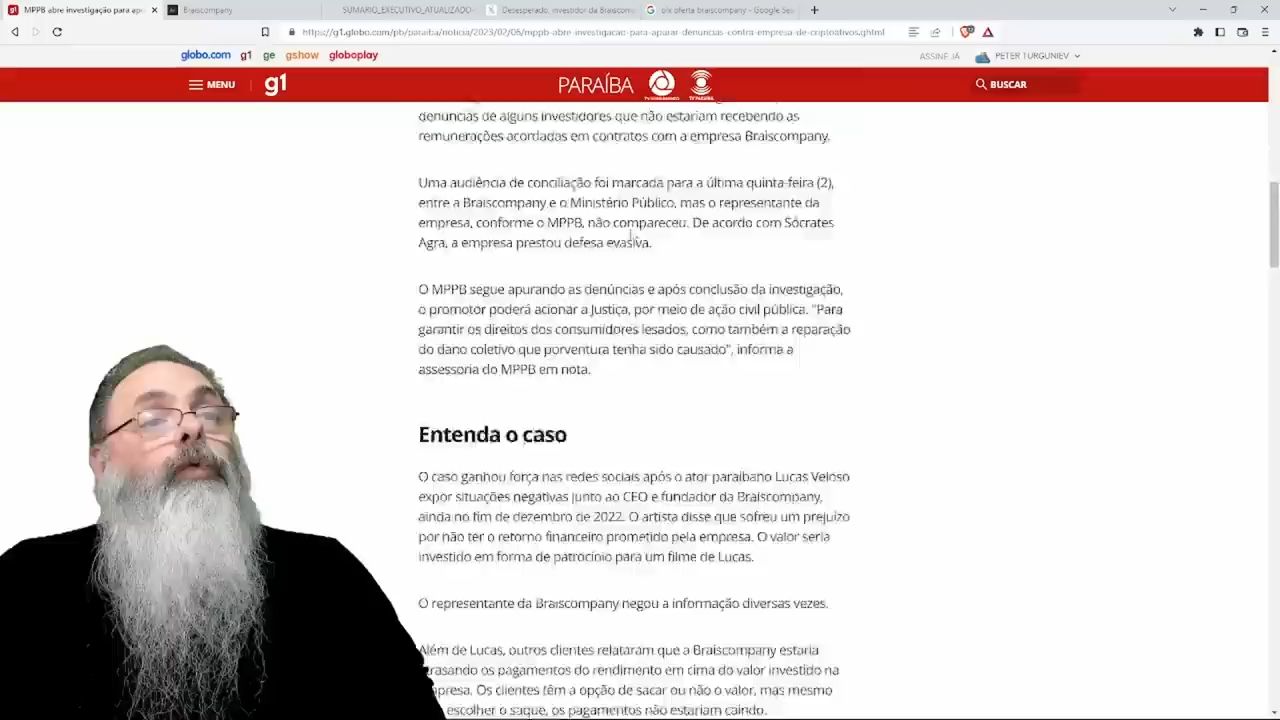 MPPB abre investigação para apu
Braiscompany
SUMARIO_EXECUTIVO_ATUALIZADO
Desesperado, investidor da Braiscom
olx oferta braiscompany - Google Sea
https://g1.globo.com/pb/paraiba/noticia/2023/02/06/mppb-abre-investigacao-para-apurar-denuncias-contra-empresa-de-criptoativos.ghtml
globo.com g1 ge gshow globoplay
ASSINE JÁ
PETER TURGUNIEV
MENU
g1
PARAÍBA
BUSCAR
denúncias de alguns investidores que não estariam recebendo as
remunerações acordadas em contratos com a empresa Braiscompany.
Uma audiência de conciliação foi marcada para a última quinta-feira (2),
entre a Braiscompany e o Ministério Público, mas o representante da
empresa, conforme o MPPB, não compareceu. De acordo com Sócrates
Agra, a empresa prestou defesa evasiva.
O MPPB segue apurando as denúncias e após conclusão da investigação,
o promotor poderá acionar a Justiça, por meio de ação civil pública. "Para
garantir os direitos dos consumidores lesados, como também a reparação
do dano coletivo que porventura tenha sido causado", informa a
assessoria do MPPB em nota.
Entenda o caso
O caso ganhou força nas redes sociais após o ator paraibano Lucas Veloso
expor situações negativas junto ao CEO e fundador da Braiscompany,
ainda no fim de dezembro de 2022. O artista disse que sofreu um prejuízo
por não ter o retorno financeiro prometido pela empresa. O valor seria
investido em forma de patrocínio para um filme de Lucas.
O representante da Braiscompany negou a informação diversas vezes.
Além de Lucas, outros clientes relataram que a Braiscompany estaria
trasando os pagamentos do rendimento em cima do valor investido na
presa. Os clientes têm a opção de sacar ou não o valor, mas mesmo
escolher o saque, os pagamentos não estariam caindo.